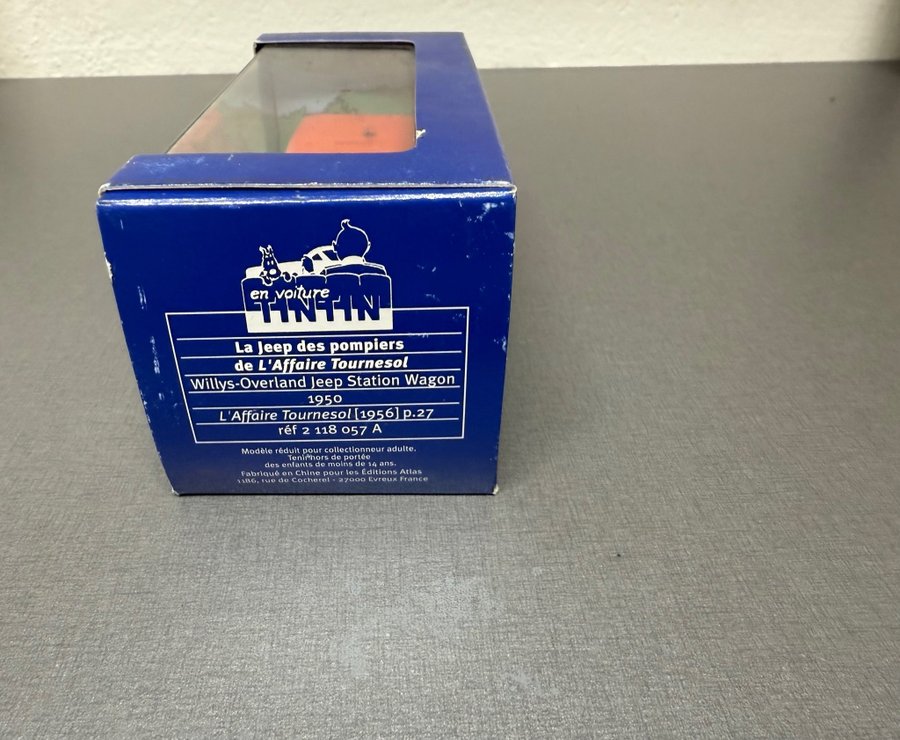 en voiture
TINTIN
La Jeep des pompiers
de L'Affaire Tournesol
Willys-Overland Jeep Station Wagon
1950
L'Affaire Tournesol [1956] p.27
réf 2 118 057 A
Modèle réduit pour collectionneur adulte.
Tenir hors de portée
des enfants de moins de 14 ans.
Fabriqué en Chine pour les Éditions Atlas
1186, rue de Cocherel - 27000 Evreux France